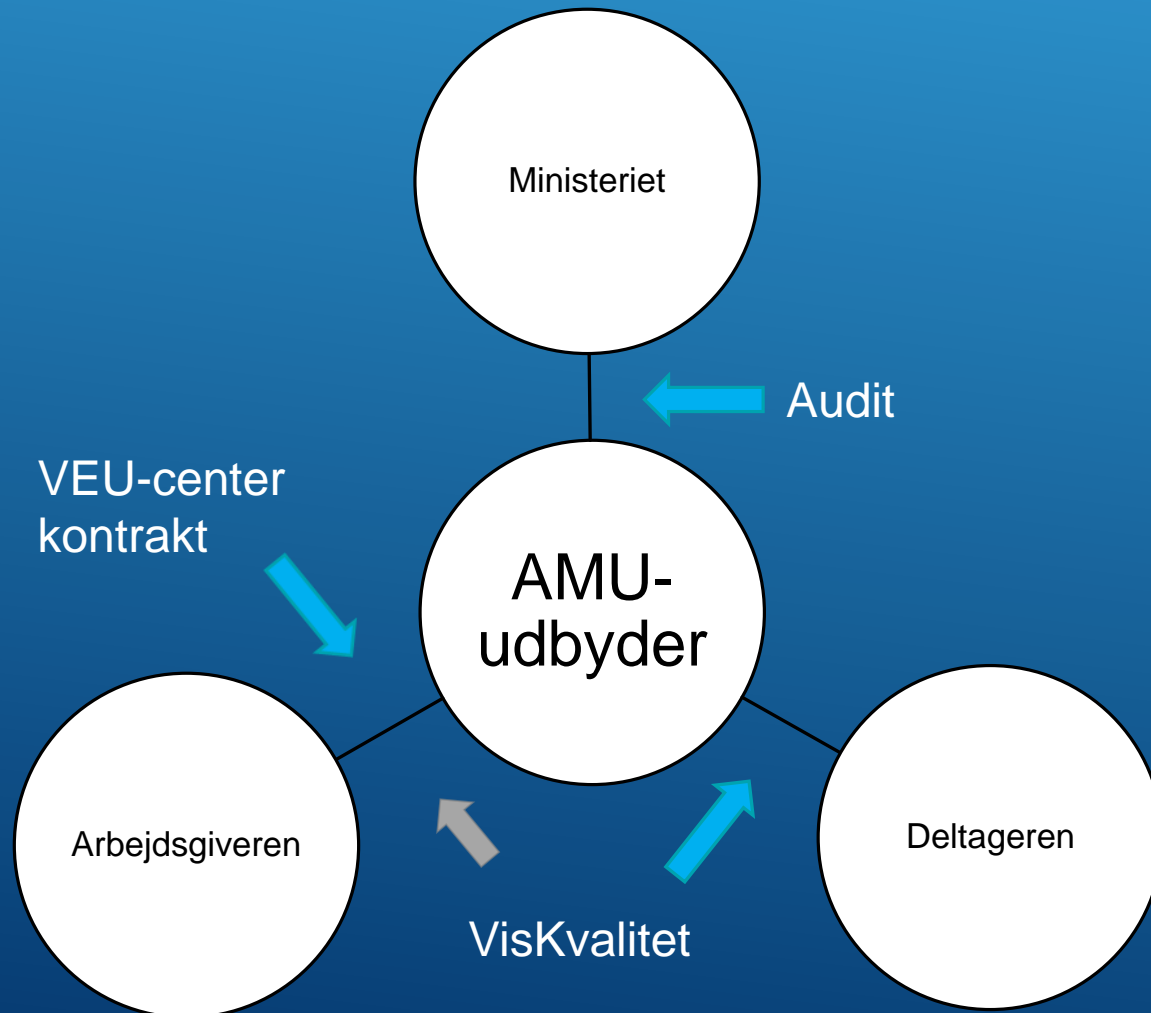 Ministeriet
Audit
VEU-center
kontrakt
AMU-
udbyder
Arbejdsgiveren
Deltageren
VisKvalitet